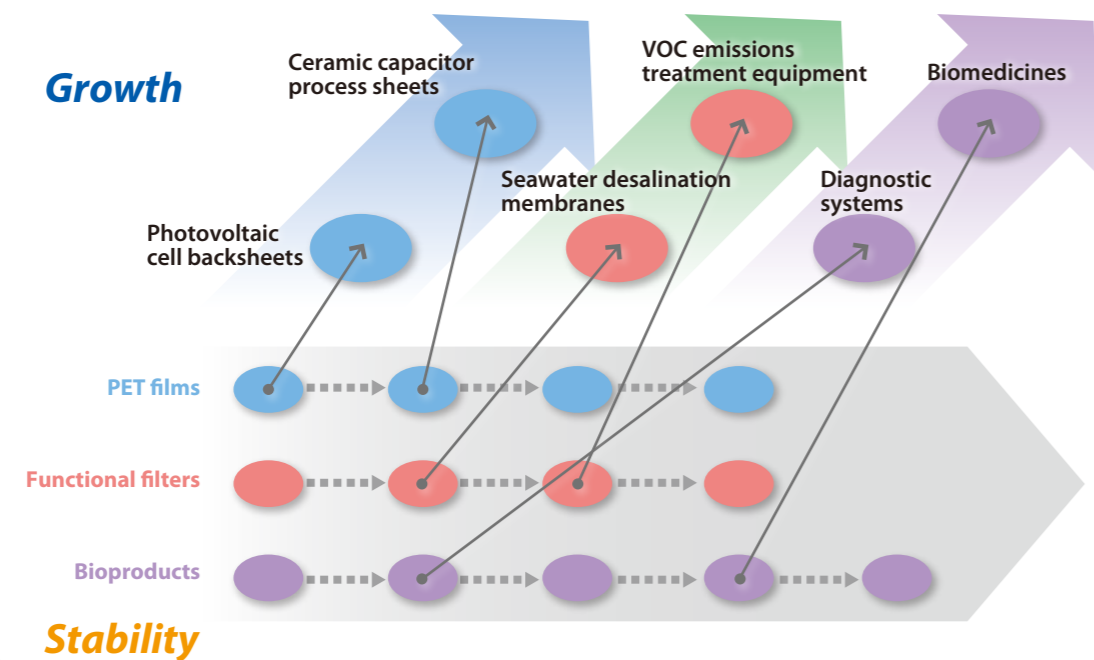 Growth
Ceramic capacitor
process sheets
VOC emissions
treatment equipment
Biomedicines
Photovoltaic
cell backsheets
Seawater desalination
membranes
Diagnostic
systems
PET films
Functional filters
Bioproducts
Stability